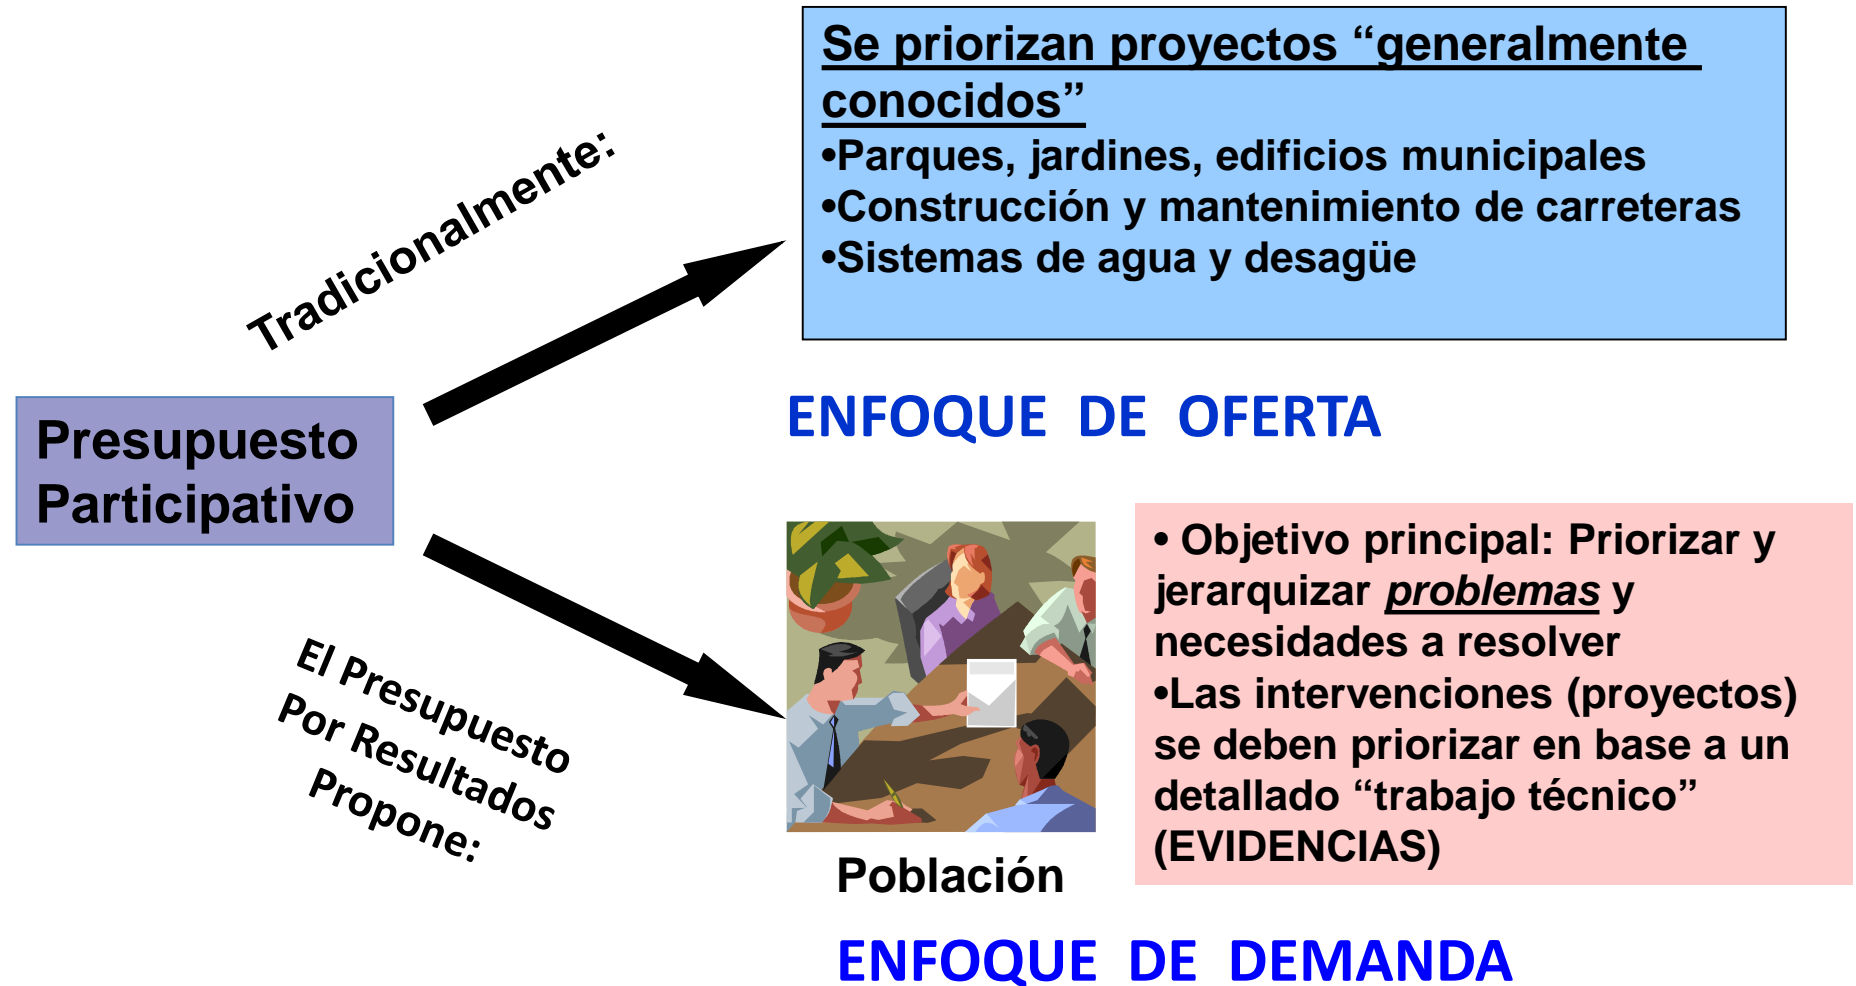 Tradicionalmente:
Se priorizan proyectos “generalmente
conocidos”
•Parques, jardines, edificios municipales
•Construcción y mantenimiento de carreteras
•Sistemas de agua y desagüe
ENFOQUE DE OFERTA
Presupuesto
Participativo
El Presupuesto
Por Resultados
Propone:
Población
• Objetivo principal: Priorizar y
jerarquizar problemas y
necesidades a resolver
•Las intervenciones (proyectos)
se deben priorizar en base a un
detallado “trabajo técnico”
(EVIDENCIAS)
ENFOQUE DE DEMANDA